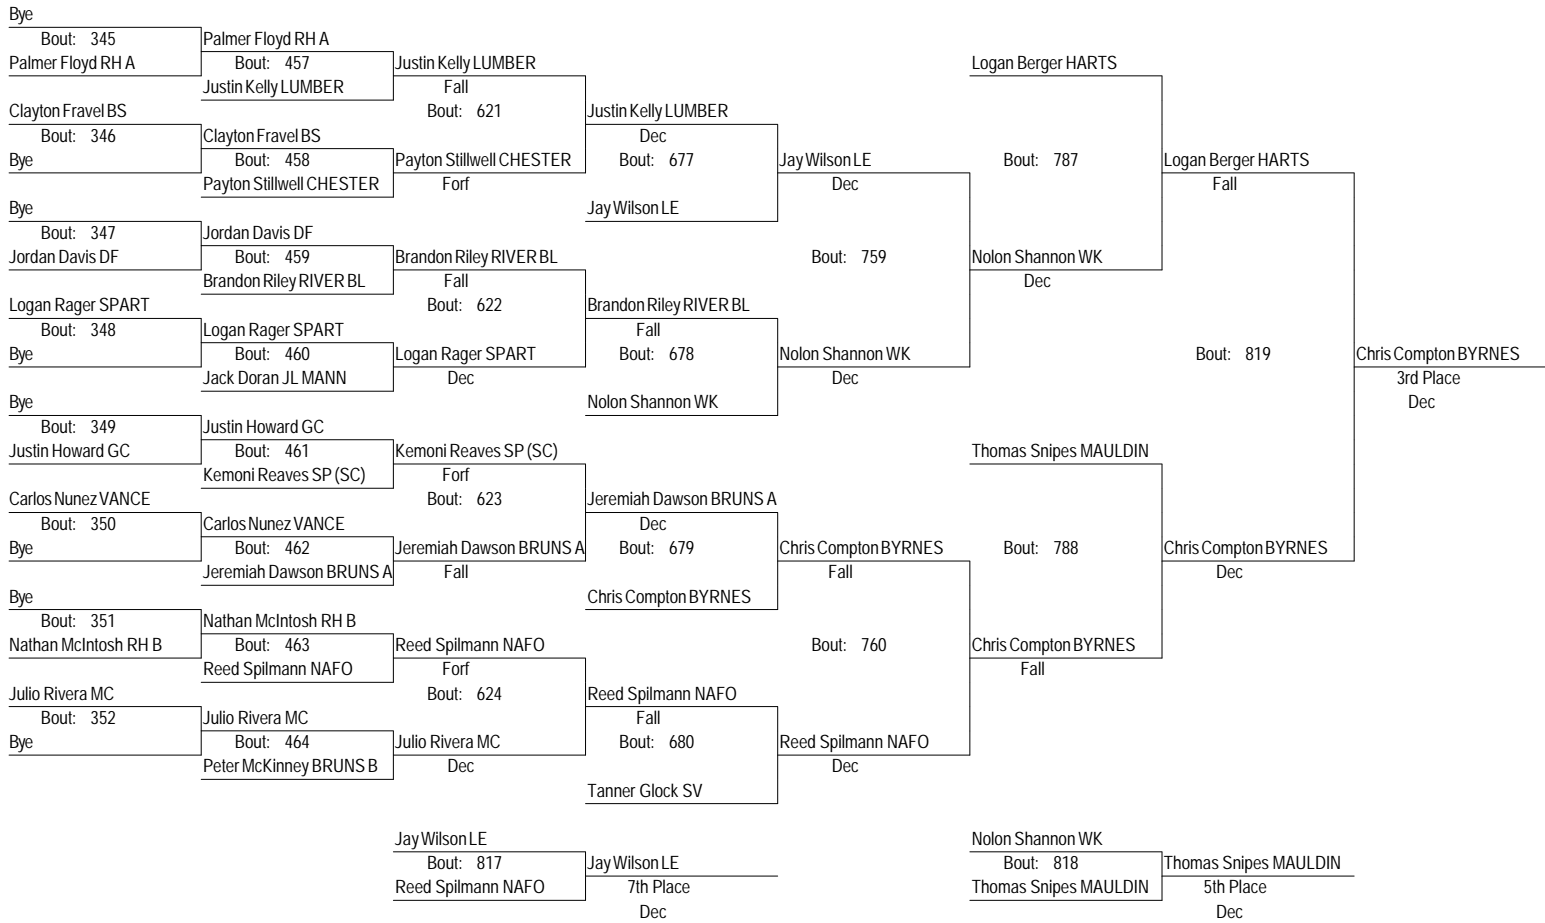 Bye
Bout: 345
Palmer Floyd RH A
Clayton Fravel BS
Bout: 346
Bye
Bye
Bout: 347
Jordan Davis DF
Logan Rager SPART
Bout: 348
Bye
Bye
Bout: 349
Justin Howard GC
Carlos Nunez VANCE
Bout: 350
Bye
Bye
Bout: 351
Nathan McIntosh RH B
Julio Rivera MC
Bout: 352
Bye
Palmer Floyd RH A
Bout: 457
Justin Kelly LUMBER
Clayton Fravel BS
Bout: 458
Payton Stillwell CHESTER
Jordan Davis DF
Bout: 459
Brandon Riley RIVER BL
Logan Rager SPART
Bout: 460
Jack Doran JL MANN
Justin Howard GC
Bout: 461
Kemoni Reaves SP (SC)
Carlos Nunez VANCE
Bout: 462
Jeremiah Dawson BRUNS A
Nathan McIntosh RH B
Bout: 463
Reed Spilmann NAFO
Julio Rivera MC
Bout: 464
Peter McKinney BRUNS B
Justin Kelly LUMBER
Fall
Bout: 621
Payton Stillwell CHESTER
Forf
Brandon Riley RIVER BL
Fall
Bout: 622
Logan Rager SPART
Dec
Kemoni Reaves SP (SC)
Forf
Bout: 623
Jeremiah Dawson BRUNS A
Fall
Reed Spilmann NAFO
Forf
Bout: 624
Julio Rivera MC
Dec
Justin Kelly LUMBER
Dec
Bout: 677
Jay Wilson LE
Brandon Riley RIVER BL
Fall
Bout: 678
Nolon Shannon WK
Jeremiah Dawson BRUNS A
Dec
Bout: 679
Chris Compton BYRNES
Reed Spilmann NAFO
Fall
Bout: 680
Tanner Glock SV
Jay Wilson LE
Dec
Bout: 759
Nolon Shannon WK
Dec
Chris Compton BYRNES
Fall
Bout: 760
Reed Spilmann NAFO
Dec
Logan Berger HARTS
Bout: 787
Nolon Shannon WK
Dec
Thomas Snipes MAULDIN
Bout: 788
Chris Compton BYRNES
Fall
Logan Berger HARTS
Fall
Bout: 819
Chris Compton BYRNES
Dec
Chris Compton BYRNES
3rd Place
Dec
Jay Wilson LE
Bout: 817
Reed Spilmann NAFO
Jay Wilson LE
7th Place
Dec
Nolon Shannon WK
Bout: 818
Thomas Snipes MAULDIN
Thomas Snipes MAULDIN
5th Place
Dec